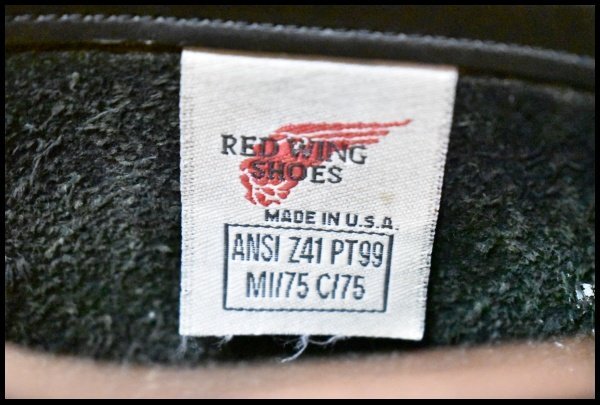 RED WING
SHOES
MADE IN U.S.A.
ANSI Z41 PT99
MI/75 C/75